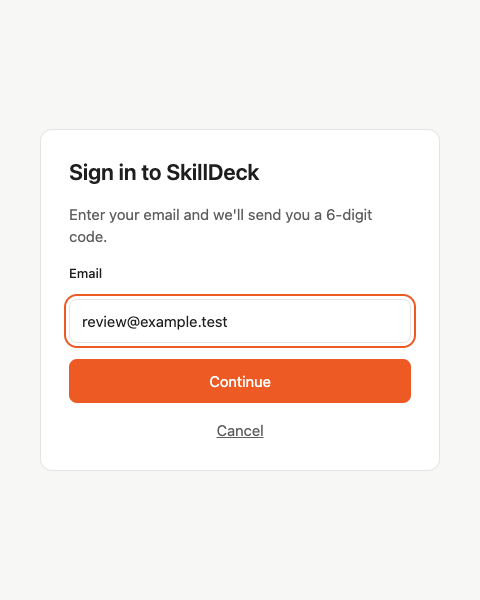 Sign in to SkillDeck
Enter your email and we'll send you a 6-digit
code.
Email
review@example.test
Continue
Cancel